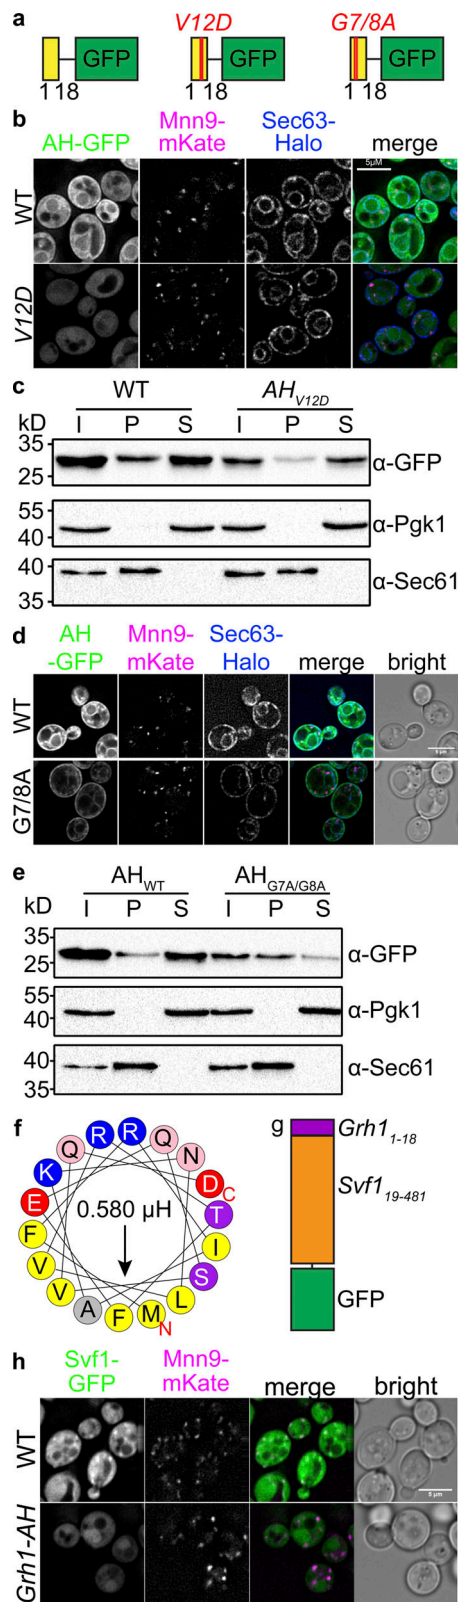 a
V12D
G7/8A
GFP
GFP
GFP
1 18
1 18
1 18
b
AH-GFP
Mnn9-
mKate
Sec63-
Halo
merge
WT
5μM
V12D
c
WT
AH V12D
kD
I P S I P S
35
25
α-GFP
55
40
α-Pgk1
40
35
α-Sec61
d
AH
-GFP
Mnn9-
mKate
Sec63-
Halo
merge
bright
WT
5 μm
G7/8A
e
AH WT
AH G7A/G8A
kD
I P S I P S
35
25
α-GFP
55
40
α-Pgk1
40
35
α-Sec61
f
R R
Q Q
K N
E D C
0.580 μH
F T
V I
V S
A L
F M N
g
Grh1 1-18
Svf1 19-481
GFP
h
Svf1-
GFP
Mnn9-
mKate
merge
bright
WT
5 μm
Grh1-AH